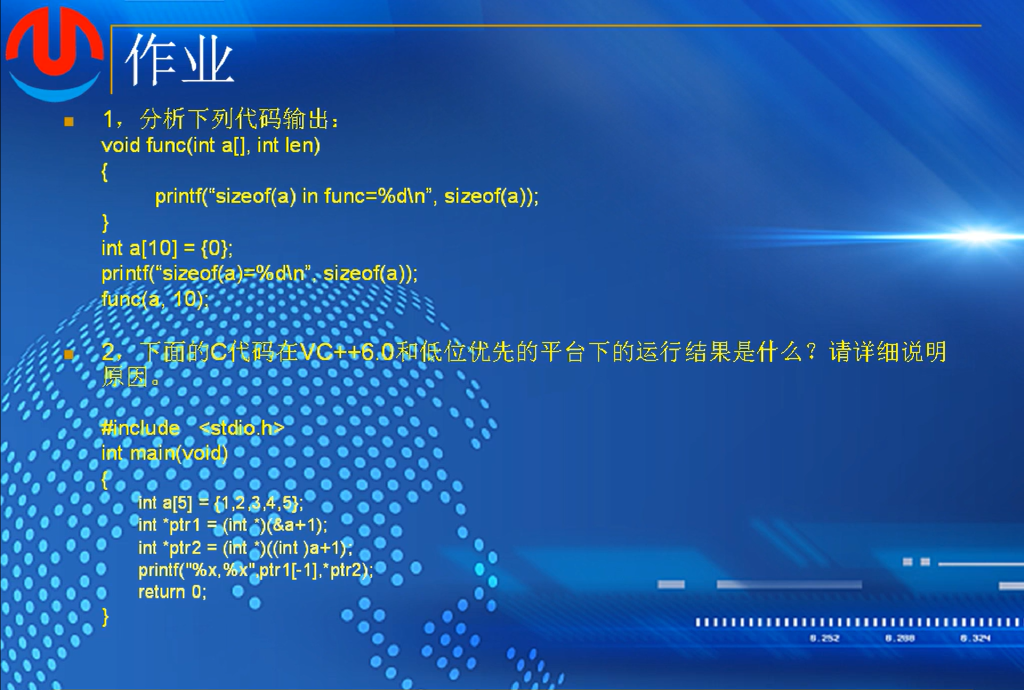 作业
1，分析下列代码输出：
void func(int a[], int len)
{
printf(“sizeof(a) in func=%d\n”, sizeof(a));
}
int a[10] = {0};
printf(“sizeof(a)=%d\n”, sizeof(a));
func(a, 10);
2，下面的C代码在VC++6.0和低位优先的平台下的运行结果是什么？请详细说明
原因。
#include <stdio.h>
int main(void)
{
int a[5] = {1,2,3,4,5};
int *ptr1 = (int *)(&a+1);
int *ptr2 = (int *)((int )a+1);
printf("%x,%x",ptr1[-1],*ptr2);
return 0;
}
0.252 0.288 0.324